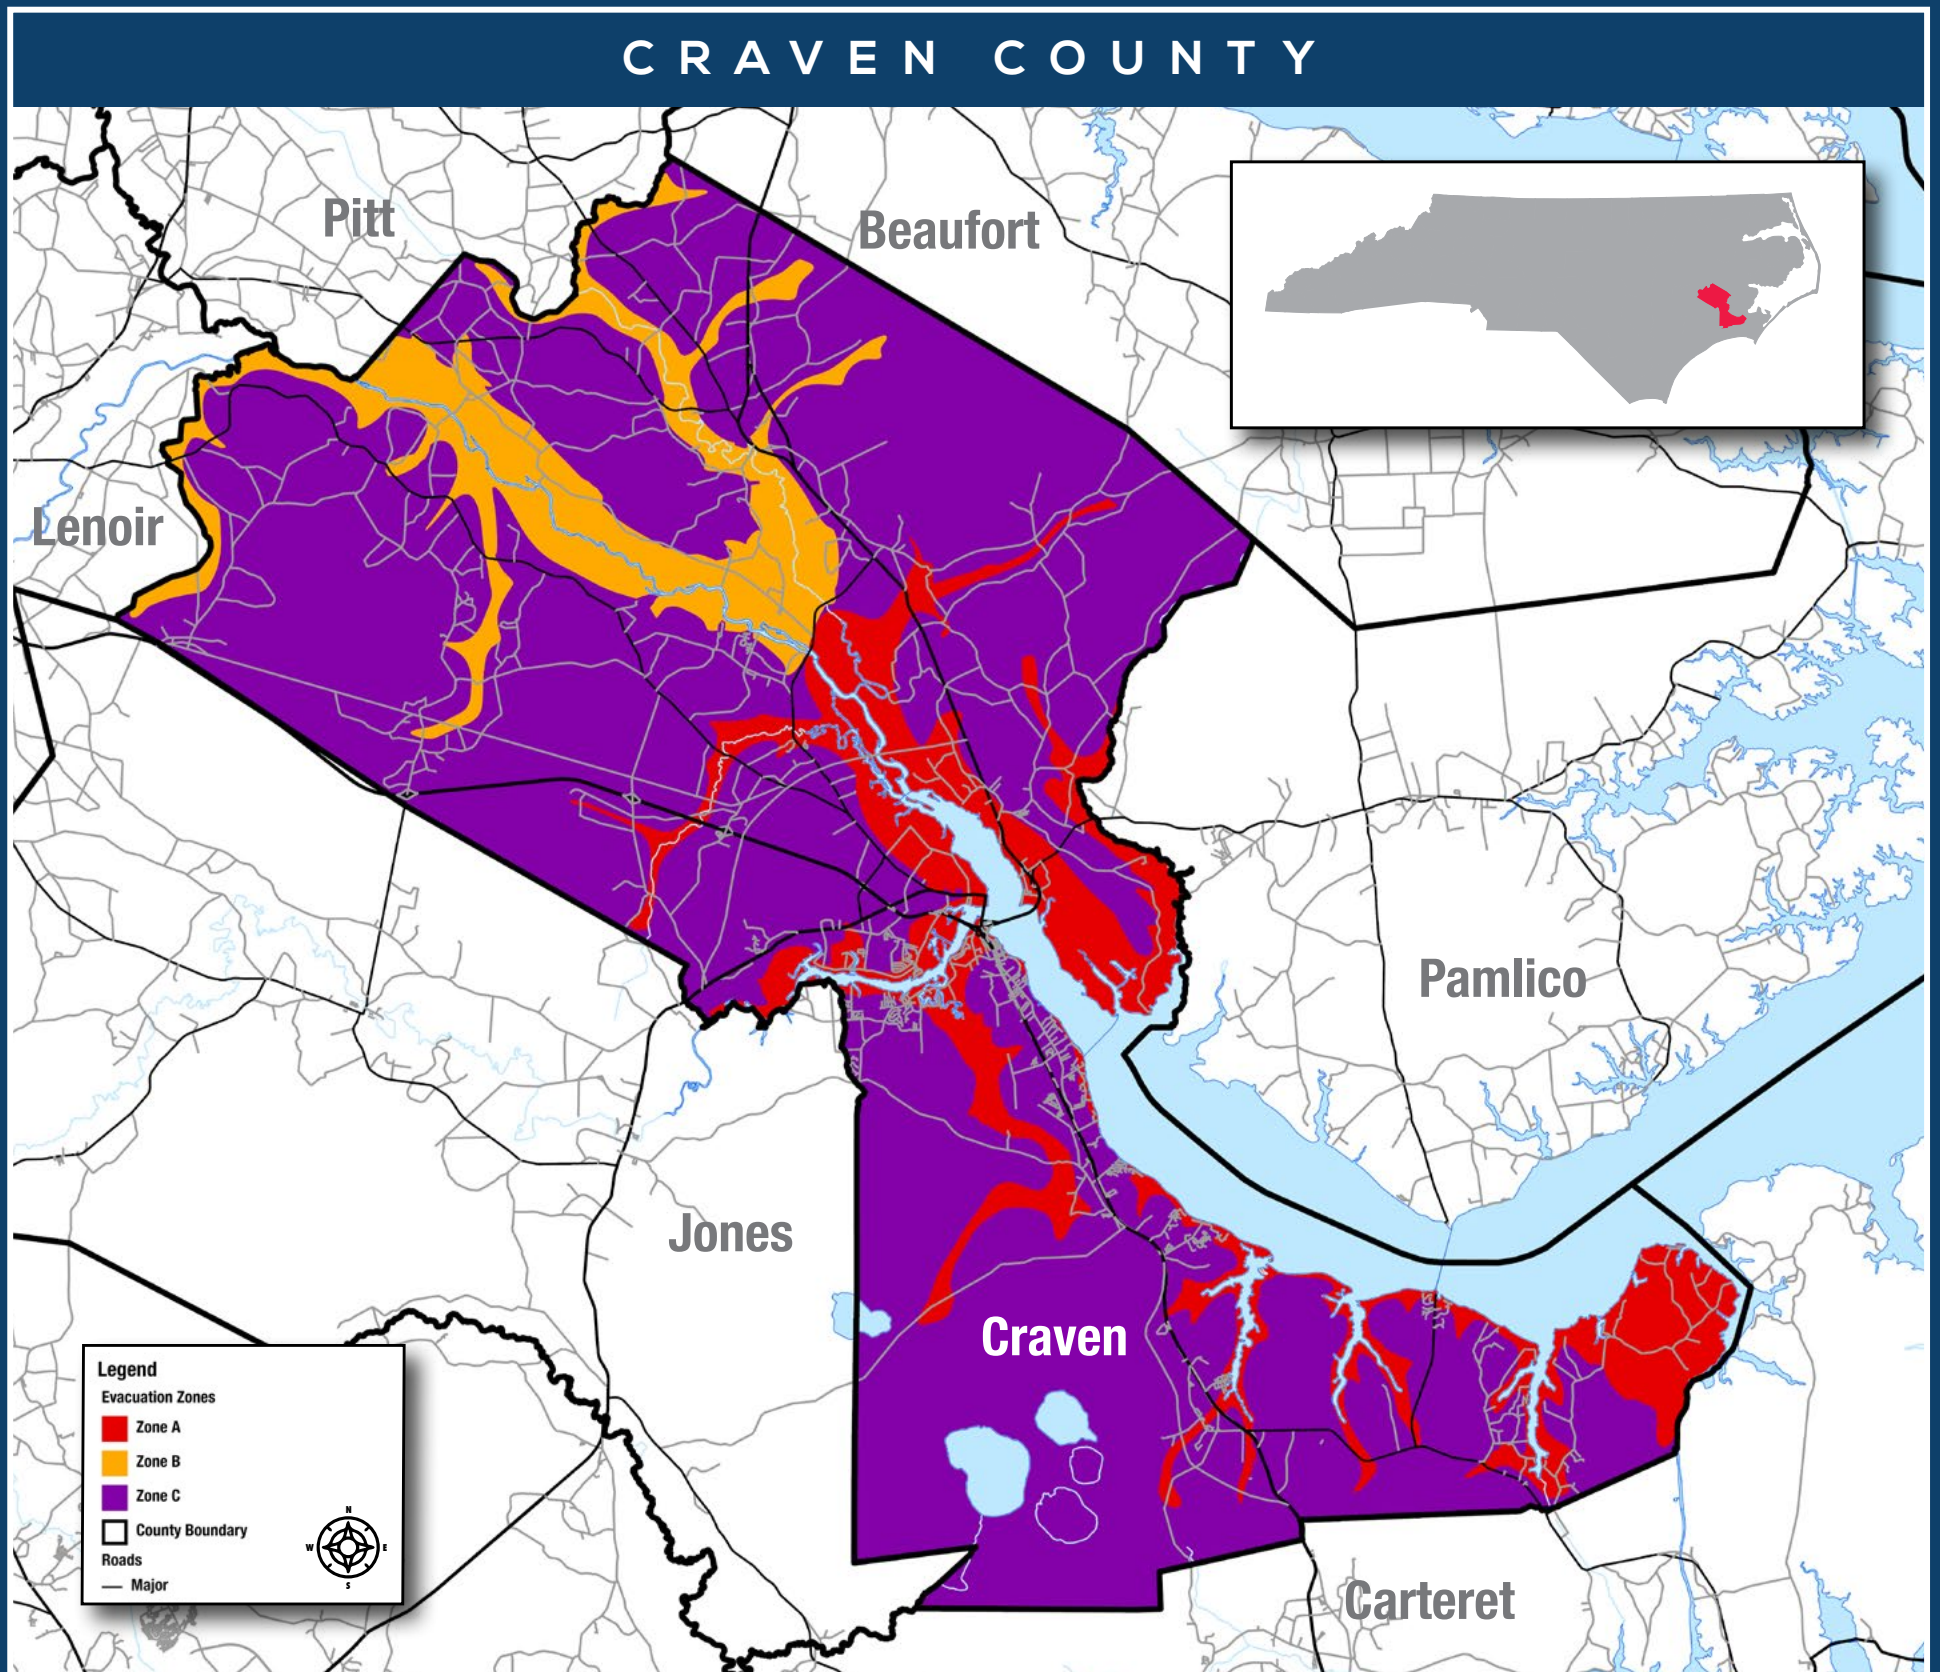 CRAVEN COUNTY
Pitt
Beaufort
Lenoir
Pamlico
Jones
Craven
Carteret
Legend
Evacuation Zones
Zone A
Zone B
Zone C
County Boundary
Roads
Major
N
W E
S